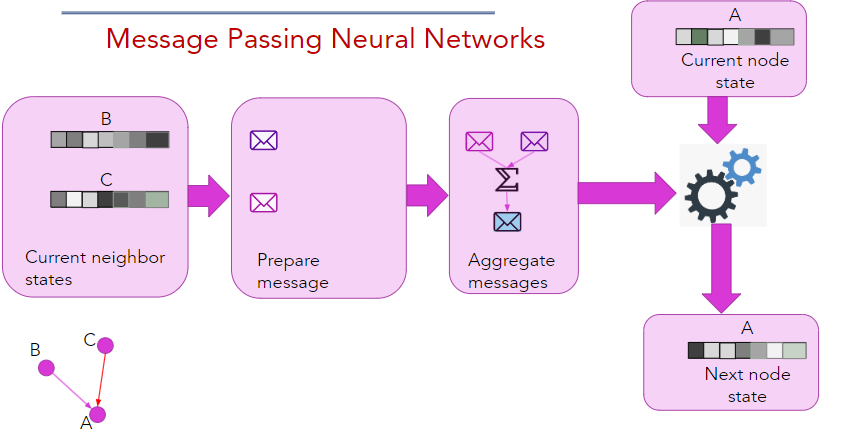 Message Passing Neural Networks
A
Current node
state
B
C
Current neighbor
states
Prepare
message
Σ
Aggregate
messages
A
Next node
state
B
C
A